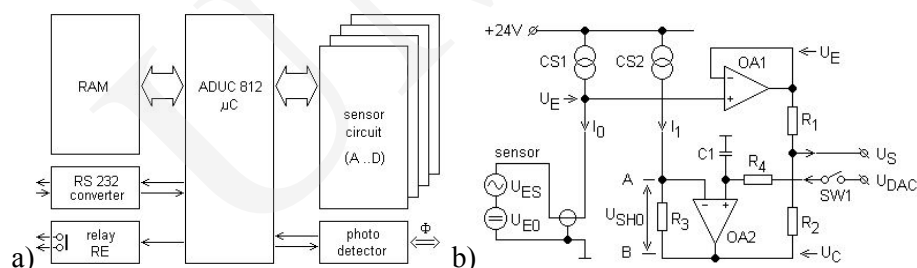 RAM
ADUC 812
μC
sensor
circuit
(A ..D)
RS 232
converter
relay
RE
photo
detector
Φ
a)
+24V
CS1
CS2
OA1
U_E
U_E
I_0
I_1
R_1
sensor
C1
R_4
U_S
U_DAC
SW1
U_ES
U_E0
A
U_SH0
B
R_3
OA2
R_2
U_C
b)